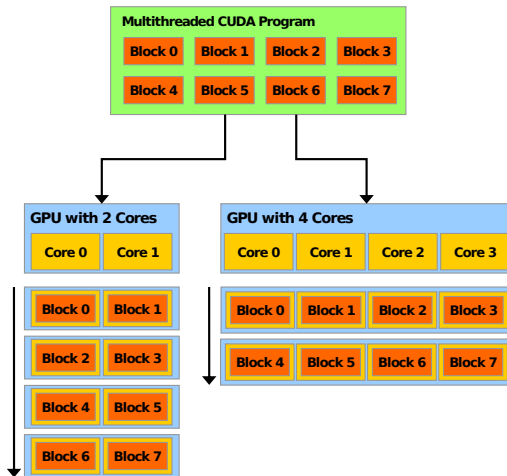 Multithreaded CUDA Program
Block 0 Block 1 Block 2 Block 3
Block 4 Block 5 Block 6 Block 7
GPU with 2 Cores
Core 0 Core 1
Block 0 Block 1
Block 2 Block 3
Block 4 Block 5
Block 6 Block 7
GPU with 4 Cores
Core 0 Core 1 Core 2 Core 3
Block 0 Block 1 Block 2 Block 3
Block 4 Block 5 Block 6 Block 7